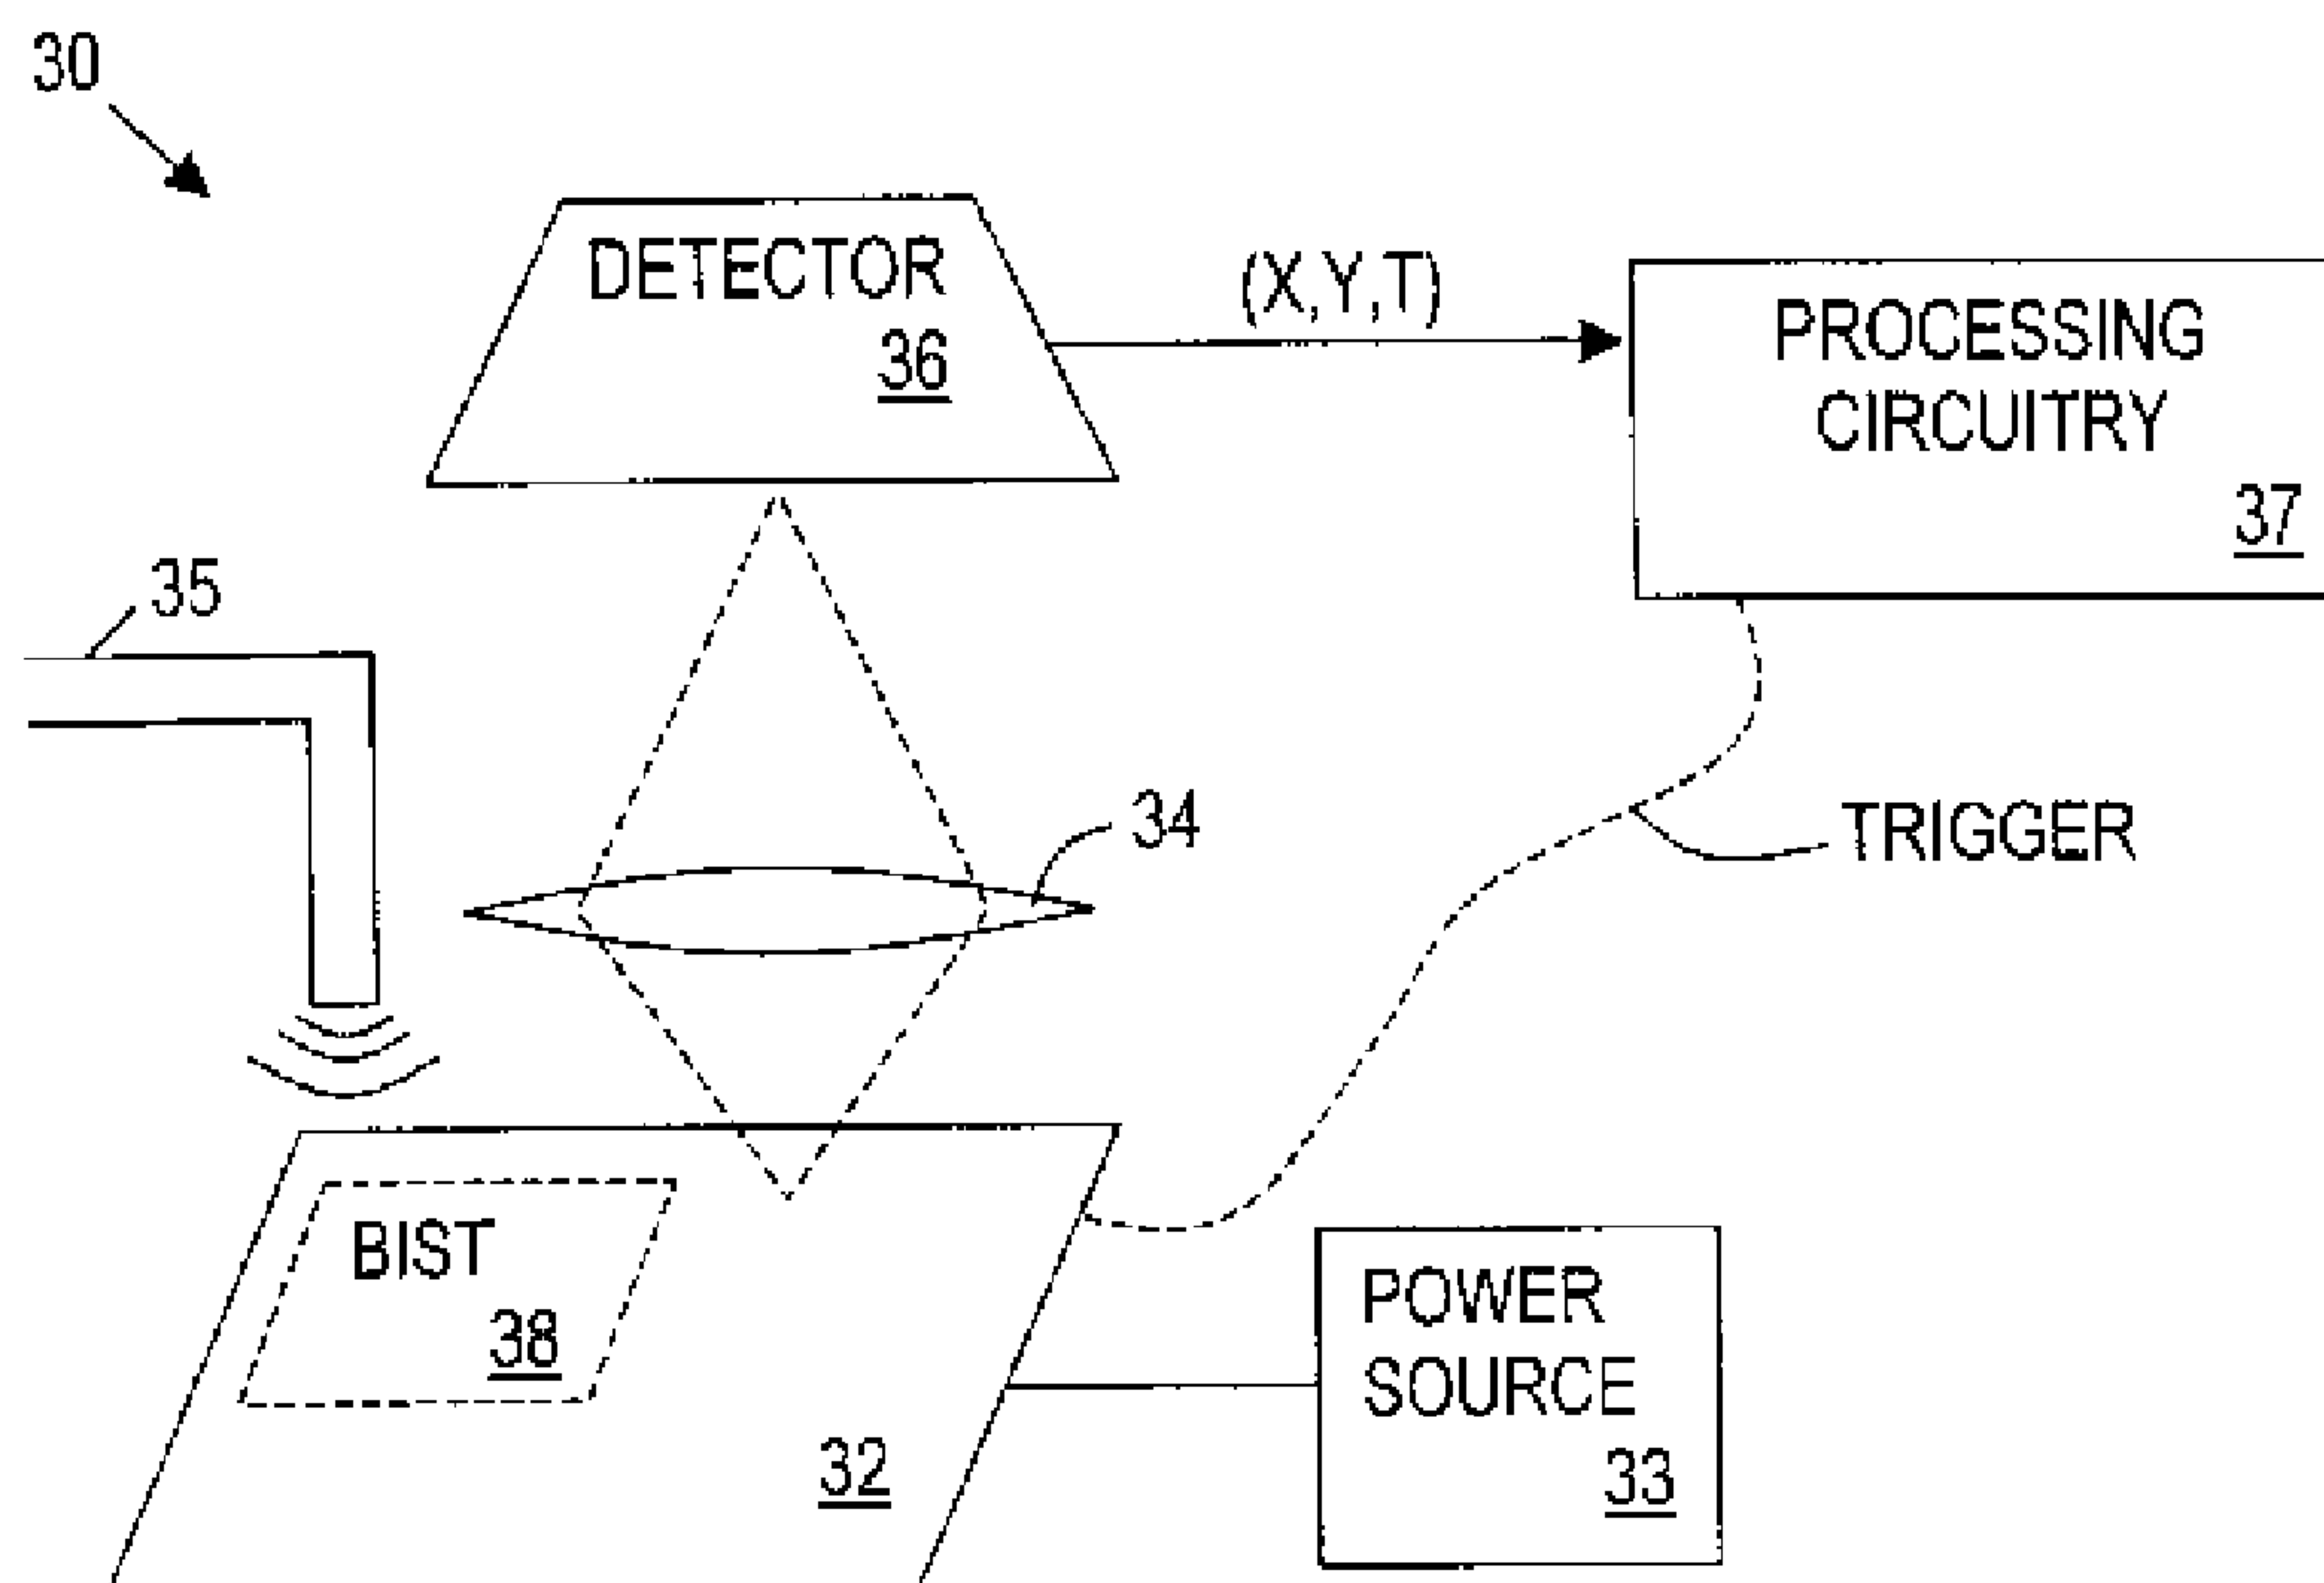 30
DETECTOR
36
(X,Y,T)
PROCESSING
CIRCUITRY
37
35
34
TRIGGER
BIST
38
32
POWER
SOURCE
33